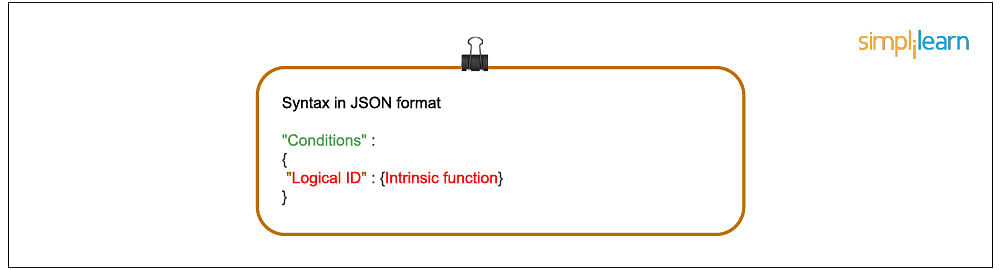 simplilearn
Syntax in JSON format
"Conditions" :
{
"Logical ID" : {Intrinsic function}
}